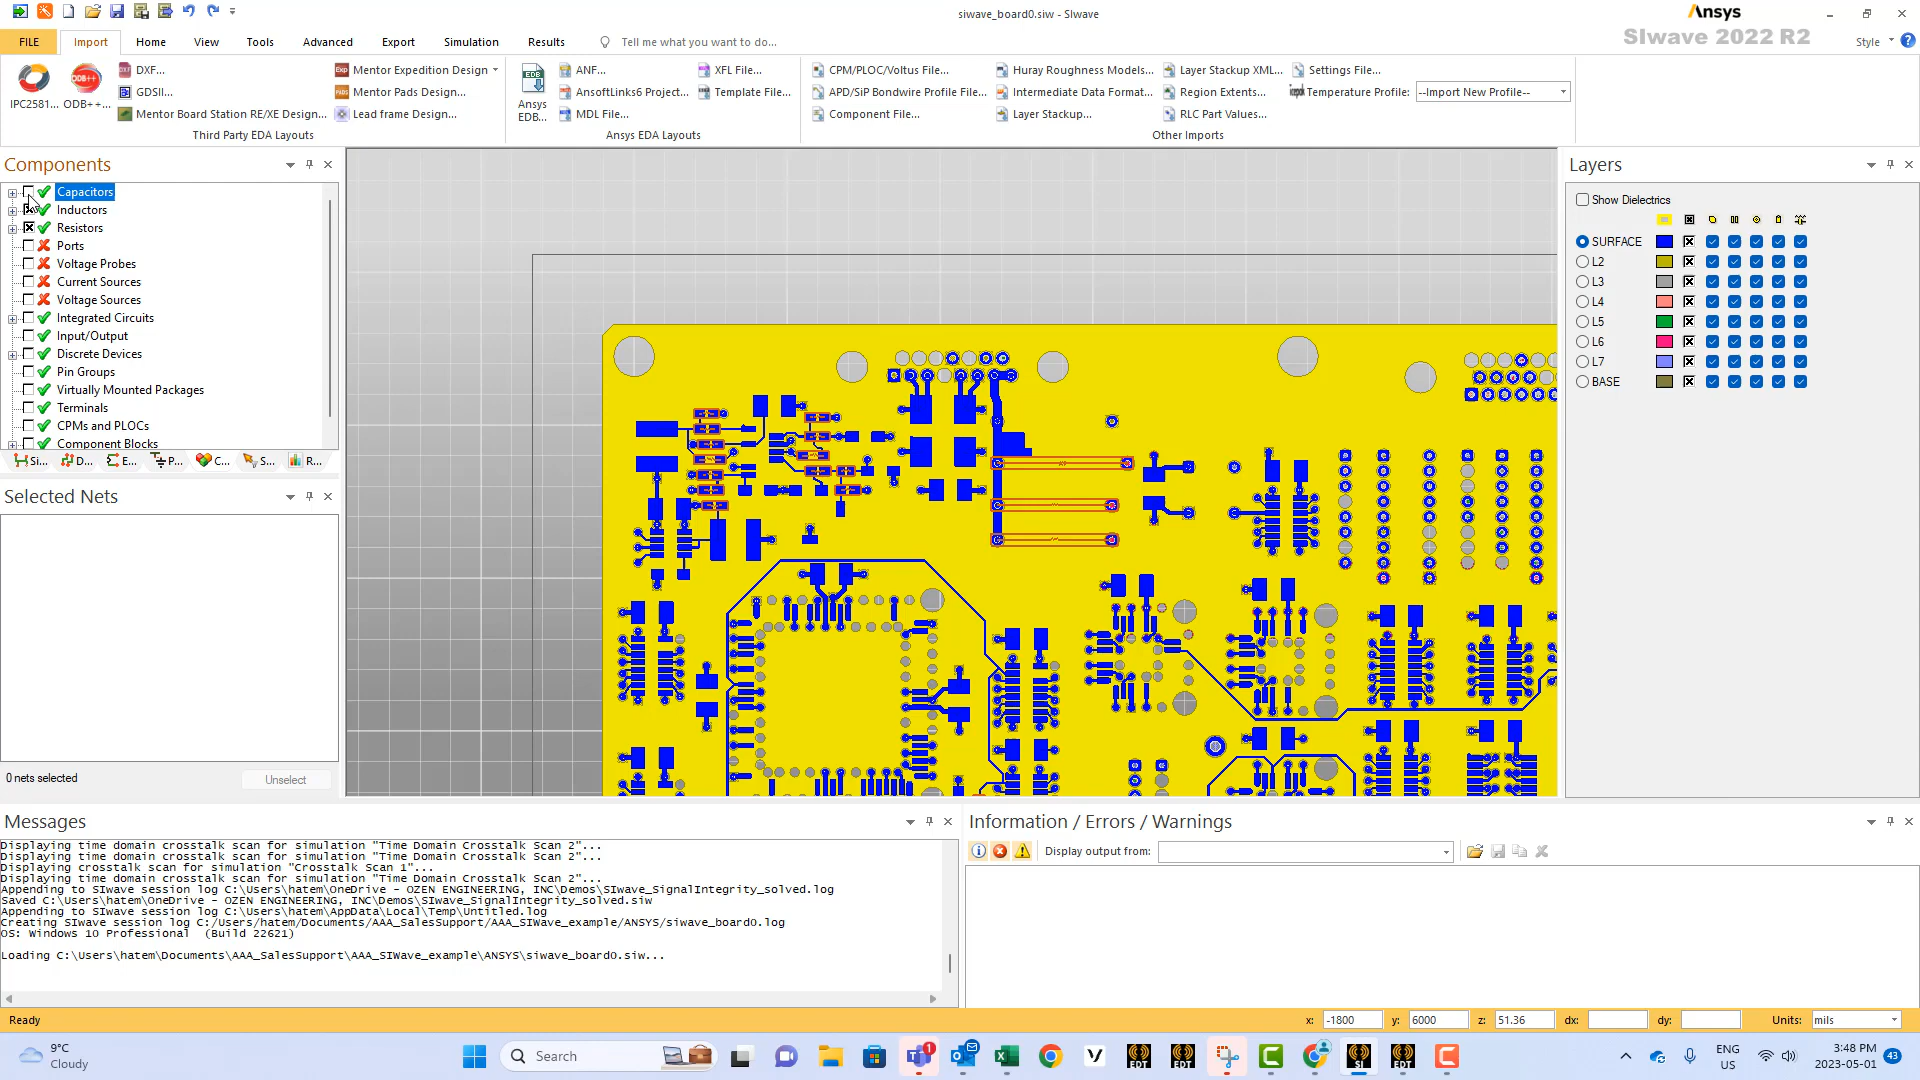 siwave_board0.siw - SIwave
Ansys
SIwave 2022 R2
FILE
Import
Home
View
Tools
Advanced
Export
Simulation
Results
Tell me what you want to do...
Style
IPC2581...
ODB++...
DXF...
GDSII...
Mentor Board Station RE/XE Design...
Mentor Expedition Design
Mentor Pads Design...
Lead frame Design...
Third Party EDA Layouts
Ansys
EDB...
ANF...
AnsoftLinks6 Project...
MDL File...
XFL File...
Template File...
Ansys EDA Layouts
CPM/PLOC/Voltus File...
APD/SiP Bondwire Profile File...
Component File...
Huray Roughness Models...
Intermediate Data Format...
Layer Stackup...
Layer Stackup XML...
Region Extents...
RLC Part Values...
Settings File...
Temperature Profile:
--Import New Profile--
Other Imports
Components
Capacitors
Inductors
Resistors
Ports
Voltage Probes
Current Sources
Voltage Sources
Integrated Circuits
Input/Output
Discrete Devices
Pin Groups
Virtually Mounted Packages
Terminals
CPMs and PLOCs
Component Blocks
Si...
D...
E...
P...
C...
S...
R...
Selected Nets
0 nets selected
Unselect
Layers
Show Dielectrics
SURFACE
L2
L3
L4
L5
L6
L7
BASE
Messages
Displaying time domain crosstalk scan for simulation "Time Domain Crosstalk Scan 2"...
Displaying time domain crosstalk scan for simulation "Time Domain Crosstalk Scan 2"...
Displaying crosstalk scan for simulation "Crosstalk Scan 1"...
Displaying time domain crosstalk scan for simulation "Time Domain Crosstalk Scan 2"...
Appending to SIwave session log C:\Users\hatem\OneDrive - OZEN ENGINEERING, INC\Demos\SIwave_SignalIntegrity_solved.log
Saved C:\Users\hatem\OneDrive - OZEN ENGINEERING, INC\Demos\SIwave_SignalIntegrity_solved.siw
Appending to SIwave session log C:\Users\hatem\AppData\Local\Temp\Untitled.log
Creating SIwave session log C:/Users/hatem/Documents/AAA_SalesSupport/AAA_SIWave_example/ANSYS/siwave_board0.log
OS: Windows 10 Professional  (Build 22621)
Loading C:\Users\hatem\Documents\AAA_SalesSupport\AAA_SIWave_example\ANSYS\siwave_board0.siw...
Information / Errors / Warnings
Display output from:
Ready
x: -1800 y: 6000 z: 51.36 dx: dy: Units: mils
9°C
Cloudy
Search
1
EDT
EDT
SI
EDT
ENG
US
3:48 PM
2023-05-01
43